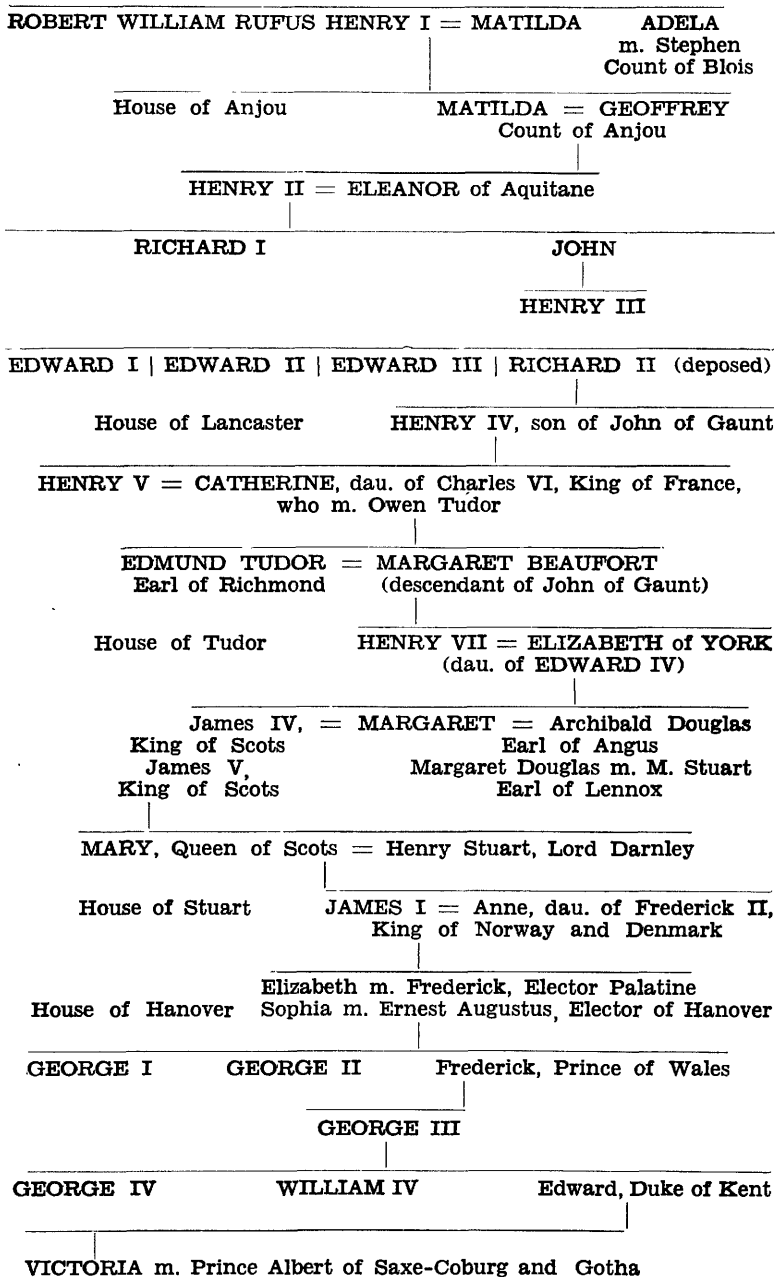 ROBERT WILLIAM RUFUS HENRY I = MATILDA ADELA
m. Stephen
Count of Blois
House of Anjou MATILDA = GEOFFREY
Count of Anjou
HENRY II = ELEANOR of Aquitane
RICHARD I JOHN
HENRY III
EDWARD I | EDWARD II | EDWARD III | RICHARD II (deposed)
House of Lancaster HENRY IV, son of John of Gaunt
HENRY V = CATHERINE, dau. of Charles VI, King of France,
who m. Owen Tudor
EDMUND TUDOR = MARGARET BEAUFORT
Earl of Richmond (descendant of John of Gaunt)
House of Tudor HENRY VII = ELIZABETH of YORK
(dau. of EDWARD IV)
James IV, = MARGARET = Archibald Douglas
King of Scots Earl of Angus
James V, Margaret Douglas m. M. Stuart
King of Scots Earl of Lennox
MARY, Queen of Scots = Henry Stuart, Lord Darnley
House of Stuart JAMES I = Anne, dau. of Frederick II,
King of Norway and Denmark
Elizabeth m. Frederick, Elector Palatine
House of Hanover Sophia m. Ernest Augustus, Elector of Hanover
GEORGE I GEORGE II Frederick, Prince of Wales
GEORGE III
GEORGE IV WILLIAM IV Edward, Duke of Kent
VICTORIA m. Prince Albert of Saxe-Coburg and Gotha